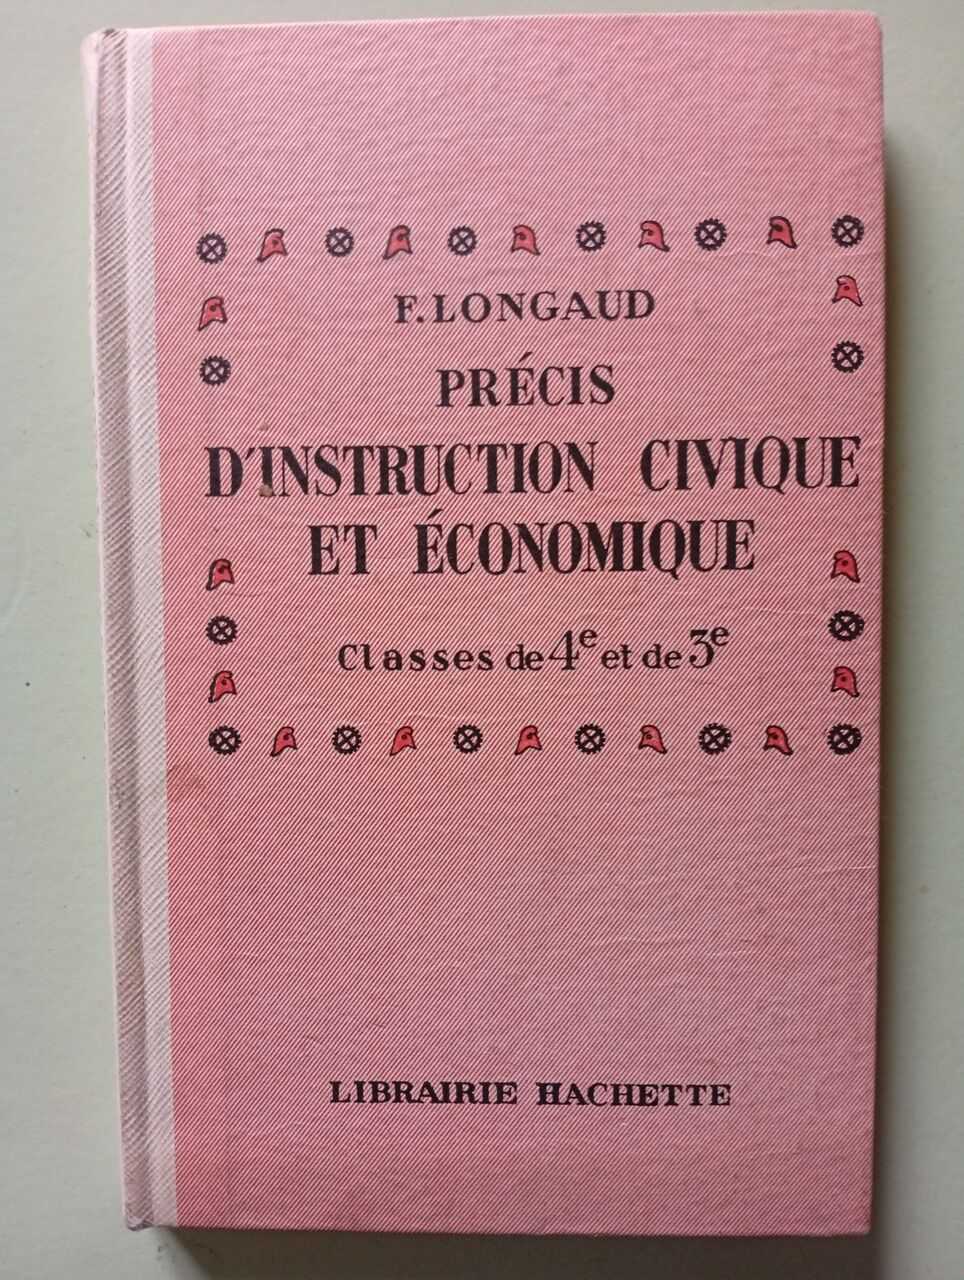 F. LONGAUD
PRÉCIS
D'INSTRUCTION CIVIQUE
ET ÉCONOMIQUE
Classes de 4e et de 3e
LIBRAIRIE HACHETTE